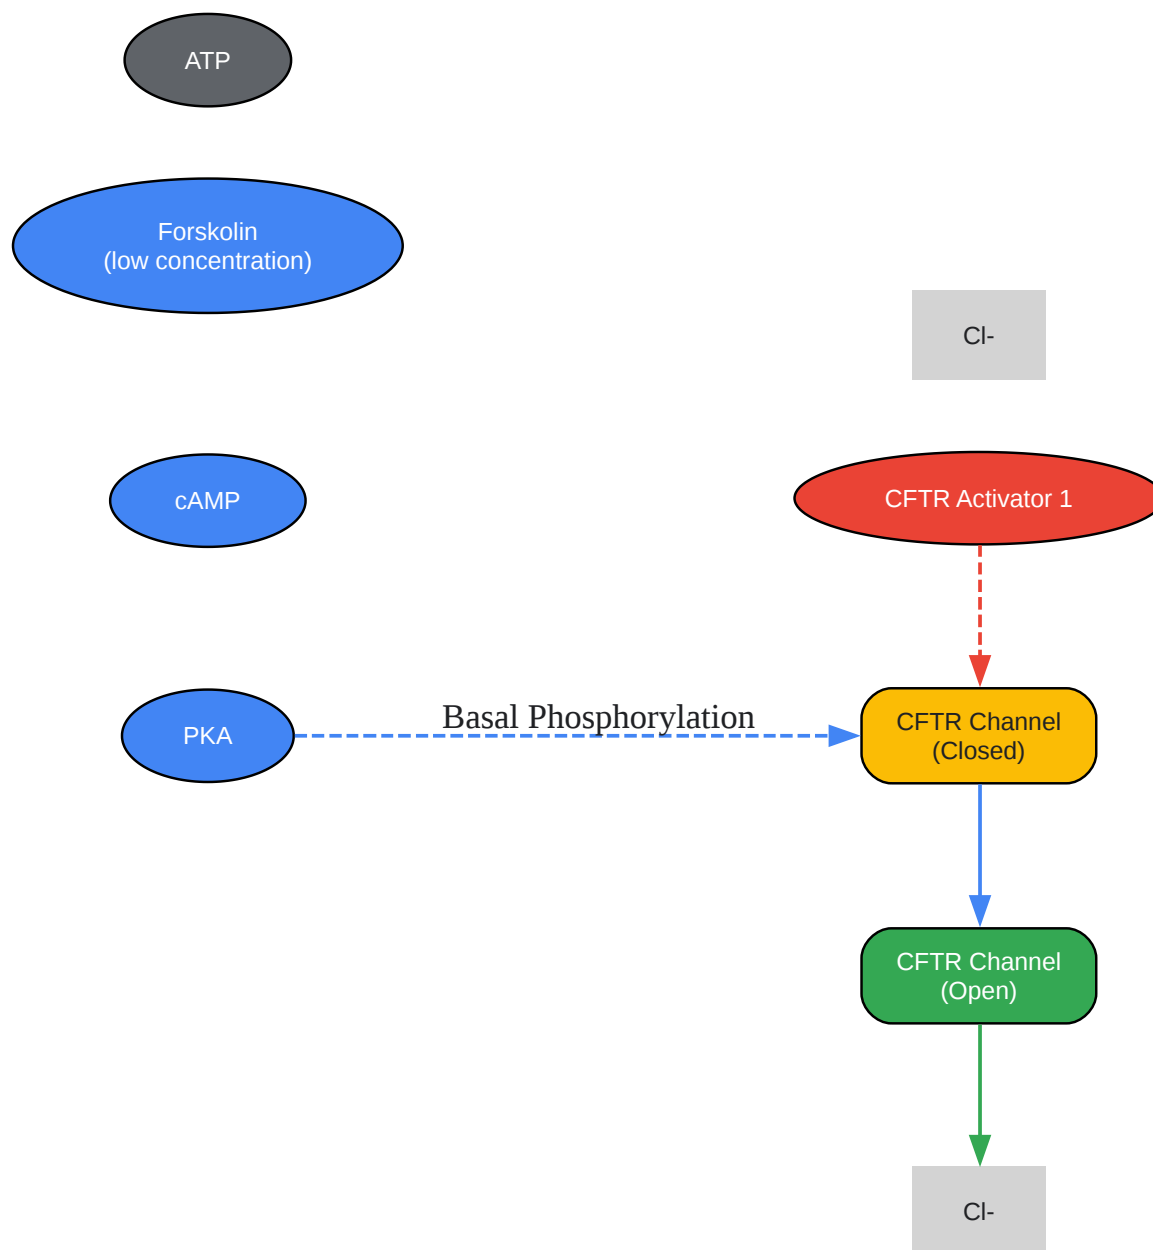 ATP
Forskolin
(low concentration)
Cl-
cAMP
CFTR Activator 1
PKA
Basal Phosphorylation
CFTR Channel
(Closed)
CFTR Channel
(Open)
Cl-